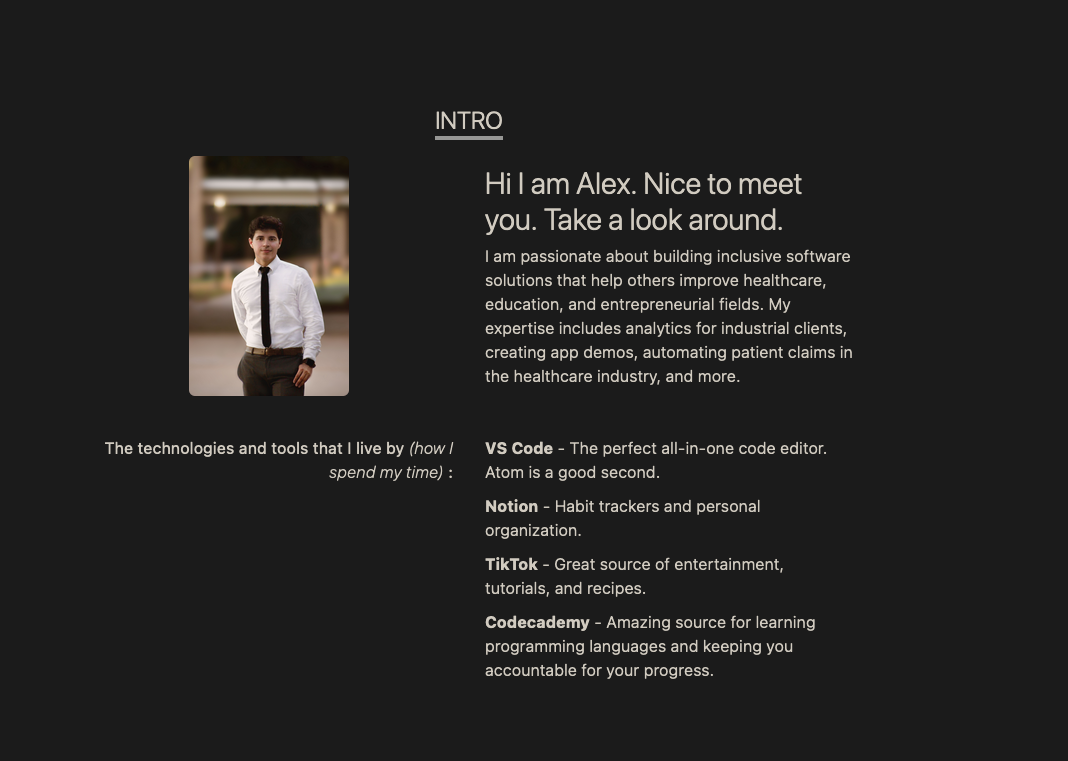 INTRO
Hi I am Alex. Nice to meet
you. Take a look around.
I am passionate about building inclusive software
solutions that help others improve healthcare,
education, and entrepreneurial fields. My
expertise includes analytics for industrial clients,
creating app demos, automating patient claims in
the healthcare industry, and more.
The technologies and tools that I live by (how I
spend my time) :
VS Code - The perfect all-in-one code editor.
Atom is a good second.
Notion - Habit trackers and personal
organization.
TikTok - Great source of entertainment,
tutorials, and recipes.
Codecademy - Amazing source for learning
programming languages and keeping you
accountable for your progress.